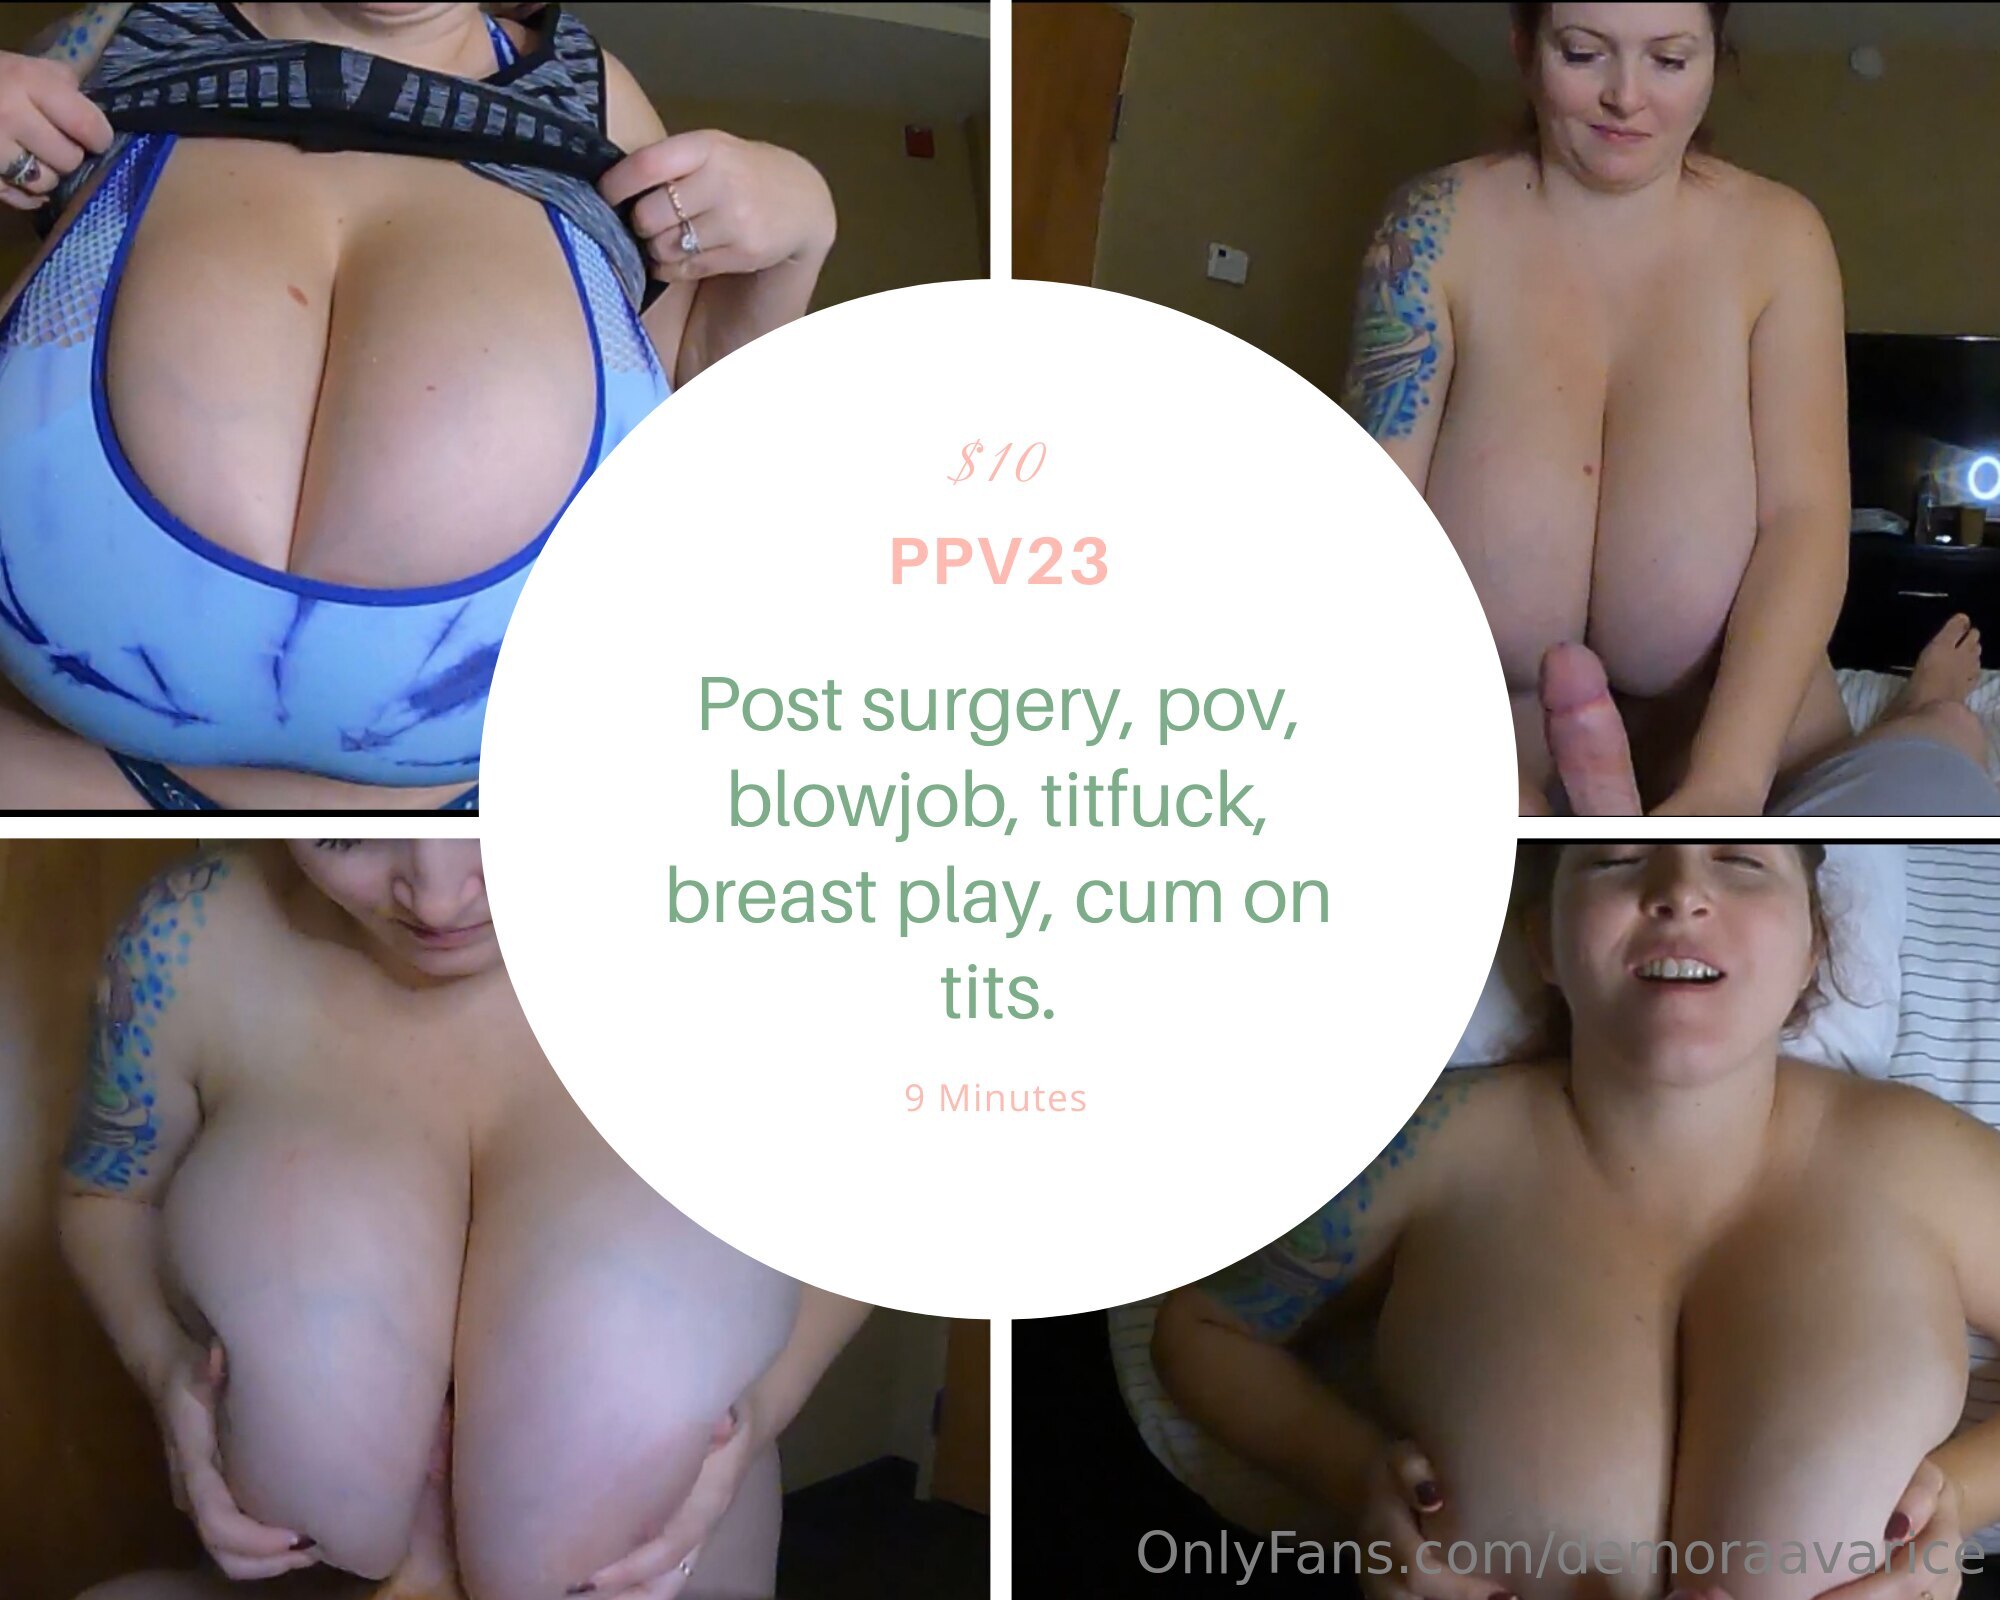 $10
PPV23
Post surgery, pov,
blowjob, titfuck,
breast play, cum on
tits.
9 Minutes
OnlyFans.com/demoraavarice